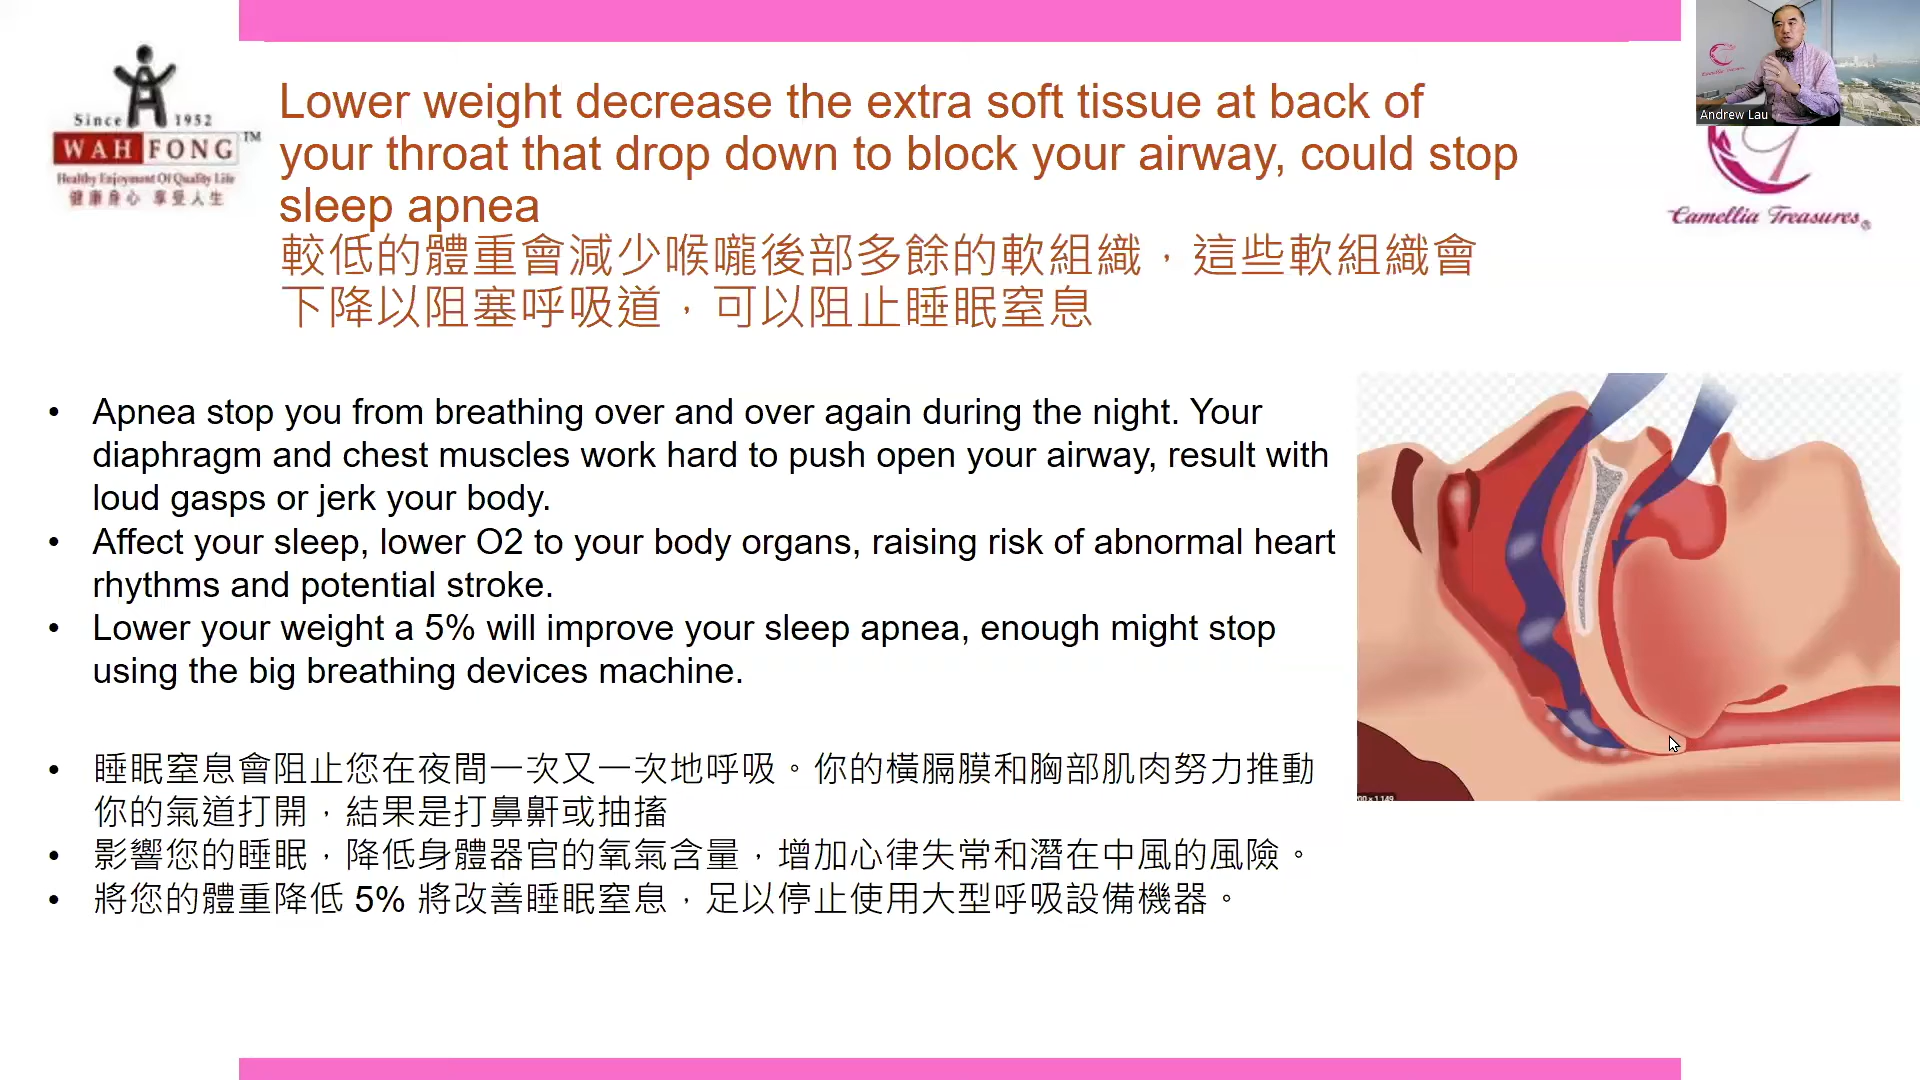 Since 1952
WAH FONG™
Healthy Enjoyment Of Quality Life
健康身心 享受人生
Lower weight decrease the extra soft tissue at back of
your throat that drop down to block your airway, could stop
sleep apnea
較低的體重會減少喉嚨後部多餘的軟組織，這些軟組織會
下降以阻塞呼吸道，可以阻止睡眠窒息
Andrew Lau
Camellia Treasures®
• Apnea stop you from breathing over and over again during the night. Your
diaphragm and chest muscles work hard to push open your airway, result with
loud gasps or jerk your body.
• Affect your sleep, lower O2 to your body organs, raising risk of abnormal heart
rhythms and potential stroke.
• Lower your weight a 5% will improve your sleep apnea, enough might stop
using the big breathing devices machine.
• 睡眠窒息會阻止您在夜間一次又一次地呼吸。你的橫膈膜和胸部肌肉努力推動
你的氣道打開，結果是打鼻鼾或抽搐
• 影響您的睡眠，降低身體器官的氧氣含量，增加心律失常和潛在中風的風險。
• 將您的體重降低 5% 將改善睡眠窒息，足以停止使用大型呼吸設備機器。